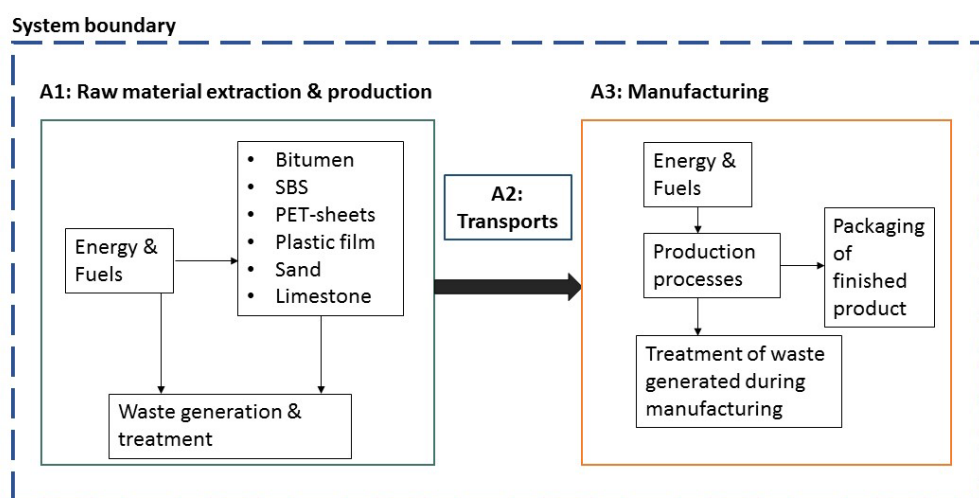 System boundary
A1: Raw material extraction & production
A3: Manufacturing
• Bitumen
• SBS
• PET-sheets
• Plastic film
• Sand
• Limestone
Energy &
Fuels
Waste generation &
treatment
A2:
Transports
Energy &
Fuels
Production
processes
Packaging
of
finished
product
Treatment of waste
generated during
manufacturing